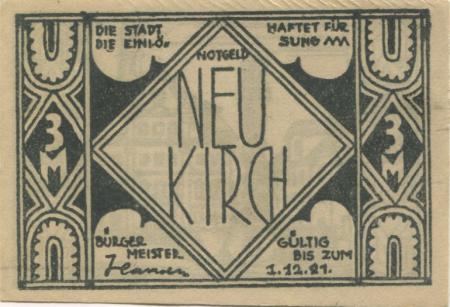 DIE STADT HAFTET FÜR
DIE EINLÖ- SUNG
NOTGELD
NEU
KIRCH
3
M
3
M
BÜRGER
MEISTER
GÜLTIG
BIS ZUM
1.12.21.